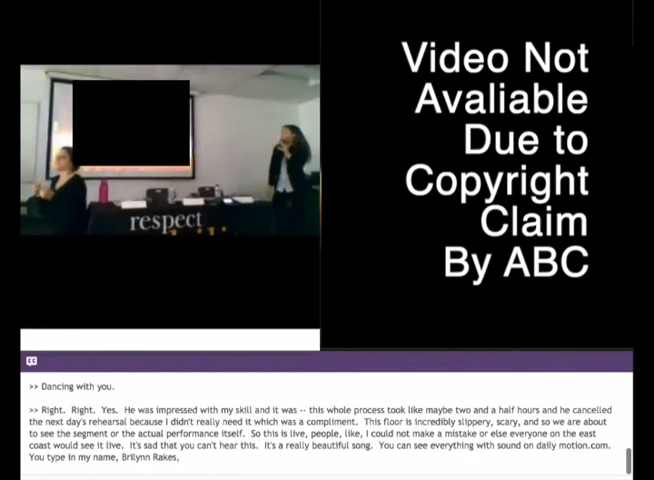 Video Not
Avaliable
Due to
Copyright
Claim
By ABC
respect
>> Dancing with you.
>> Right. Right. Yes. He was impressed with my skill and it was -- this whole process took like maybe two and a half hours and he cancelled
the next day's rehearsal because I didn't really need it which was a compliment. This floor is incredibly slippery, scary, and so we are about
to see the segment or the actual performance itself. So this is live, people, like, I could not make a mistake or else everyone on the east
coast would see it live. It's sad that you can't hear this. It's a really beautiful song. You can see everything with sound on daily motion.com.
You type in my name, Brilynn Rakes,